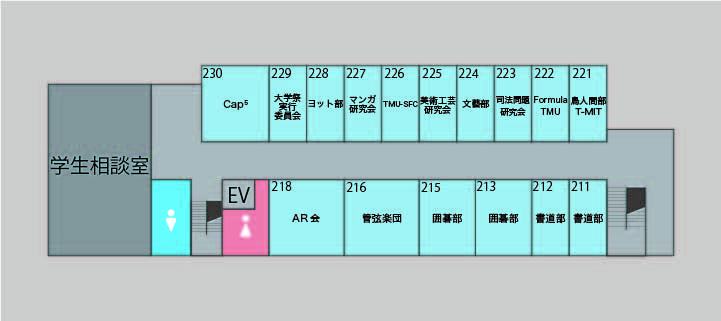 230
229
228
227
226
225
224
223
222
221
Cap⁵
大学祭
実行
委員会
ヨット部
マンガ
研究会
TMU-SFC
美術工芸
研究会
文藝部
司法問題
研究会
Formula
TMU
鳥人間部
T-MIT
学生相談室
EV
218
216
215
213
212
211
AR会
管弦楽団
囲碁部
囲碁部
書道部
書道部